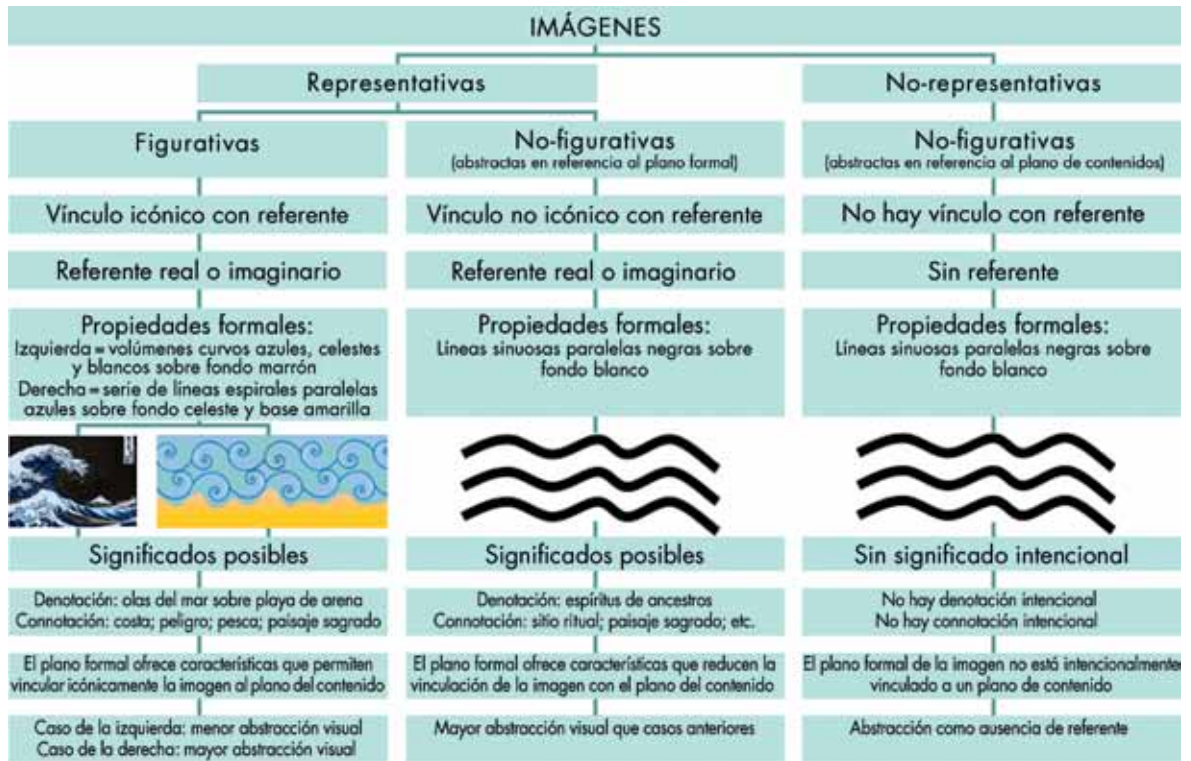 IMÁGENES
Representativas
No-representativas
Figurativas
No-figurativas
(abstractas en referencia al plano formal)
No-figurativas
(abstractas en referencia al plano de contenidos)
Vínculo icónico con referente
Vínculo no icónico con referente
No hay vínculo con referente
Referente real o imaginario
Referente real o imaginario
Sin referente
Propiedades formales:
Izquierda = volúmenes curvos azules, celestes
y blancos sobre fondo marrón
Derecha = serie de líneas espirales paralelas
azules sobre fondo celeste y base amarilla
Propiedades formales:
Líneas sinuosas paralelas negras sobre
fondo blanco
Propiedades formales:
Líneas sinuosas paralelas negras sobre
fondo blanco
Significados posibles
Significados posibles
Sin significado intencional
Denotación: olas del mar sobre playa de arena
Connotación: costa; peligro; pesca; paisaje sagrado
Denotación: espíritus de ancestros
Connotación: sitio ritual; paisaje sagrado; etc.
No hay denotación intencional
No hay connotación intencional
El plano formal ofrece características que permiten
vincular icónicamente la imagen al plano del contenido
El plano formal ofrece características que reducen la
vinculación de la imagen con el plano del contenido
El plano formal de la imagen no está intencionalmente
vinculado a un plano de contenido
Caso de la izquierda: menor abstracción visual
Caso de la derecha: mayor abstracción visual
Mayor abstracción visual que casos anteriores
Abstracción como ausencia de referente